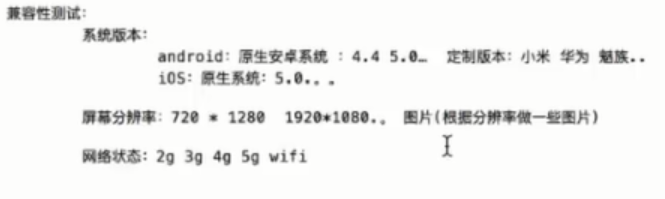 兼容性测试:
系统版本:
android: 原生安卓系统 : 4.4 5.0… 定制版本: 小米 华为 魅族..
iOS: 原生系统: 5.0.. 。
屏幕分辨率: 720 * 1280 1920*1080.。 图片(根据分辨率做一些图片)
网络状态: 2g 3g 4g 5g wifi